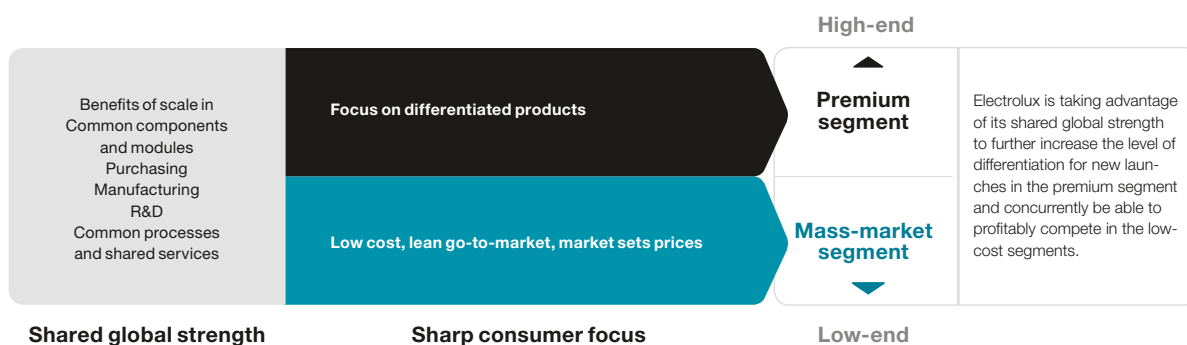 High-end
Benefits of scale in
Common components
and modules
Purchasing
Manufacturing
R&D
Common processes
and shared services
Focus on differentiated products
Low cost, lean go-to-market, market sets prices
Premium
segment
Mass-market
segment
Electrolux is taking advantage
of its shared global strength
to further increase the level of
differentiation for new laun-
ches in the premium segment
and concurrently be able to
profitably compete in the low-
cost segments.
Shared global strength
Sharp consumer focus
Low-end